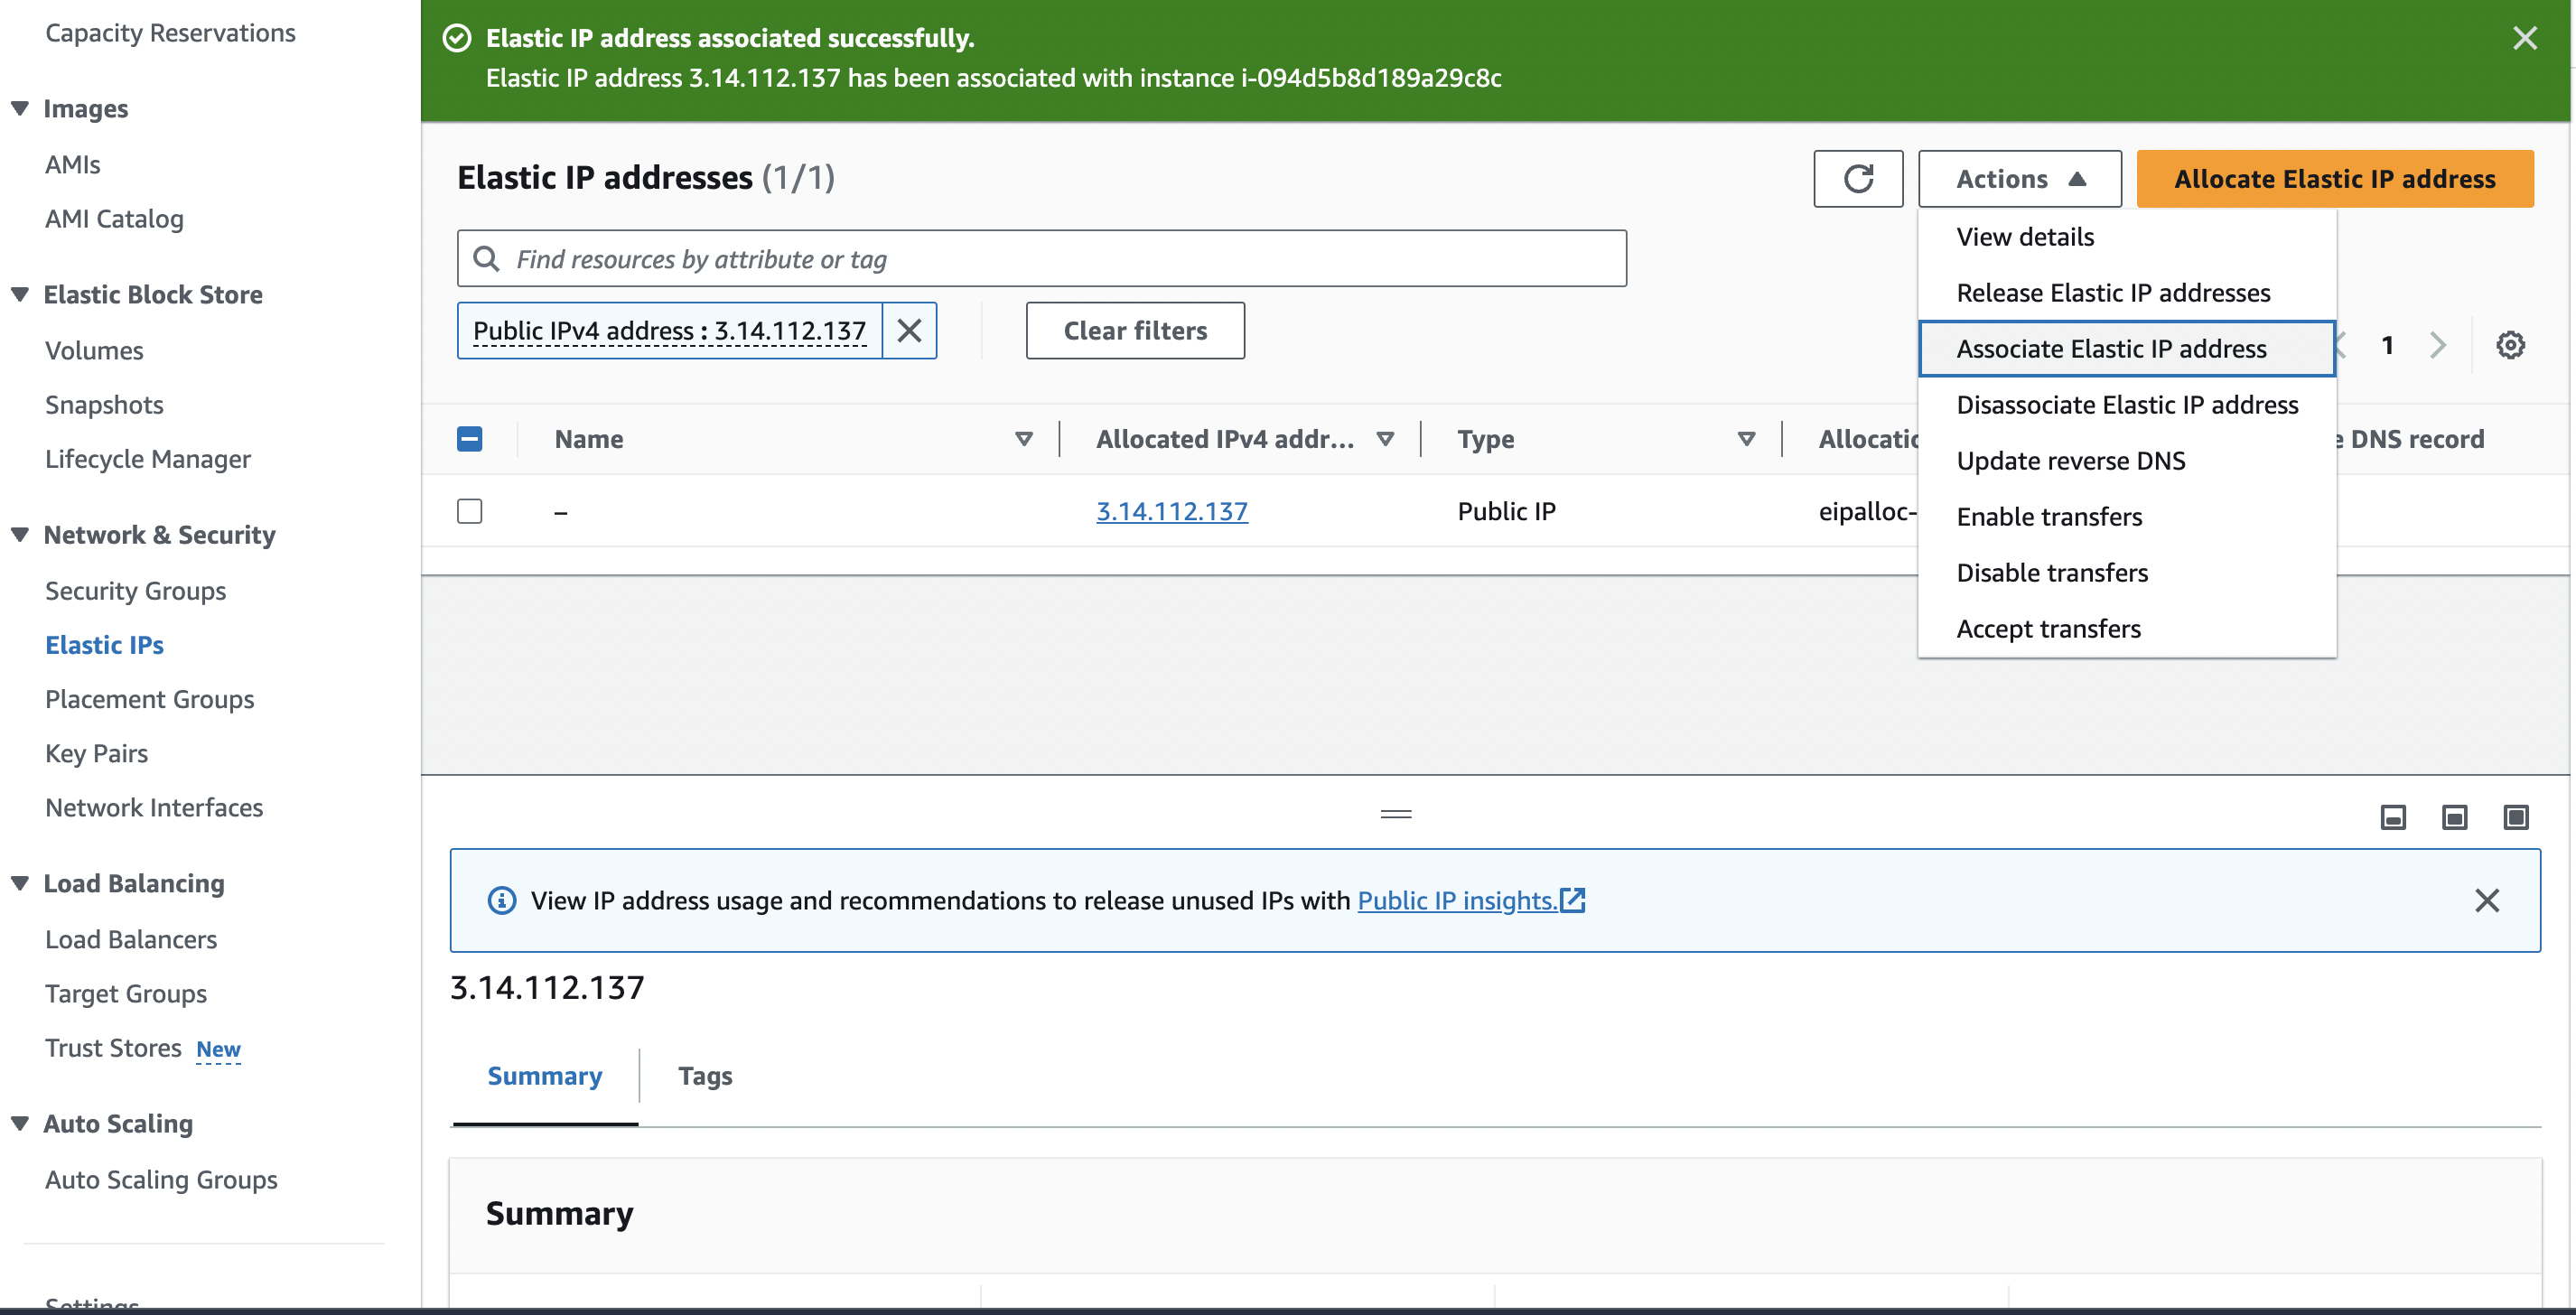 Capacity Reservations
Images
AMIs
AMI Catalog
Elastic Block Store
Volumes
Snapshots
Lifecycle Manager
Network & Security
Security Groups
Elastic IPs
Placement Groups
Key Pairs
Network Interfaces
Load Balancing
Load Balancers
Target Groups
Trust Stores New
Auto Scaling
Auto Scaling Groups
Settings
Elastic IP address associated successfully.
Elastic IP address 3.14.112.137 has been associated with instance i-094d5b8d189a29c8c
Elastic IP addresses (1/1)
Actions
Allocate Elastic IP address
Find resources by attribute or tag
Public IPv4 address : 3.14.112.137
Clear filters
1
View details
Release Elastic IP addresses
Associate Elastic IP address
Disassociate Elastic IP address
Update reverse DNS
Enable transfers
Disable transfers
Accept transfers
Name Allocated IPv4 addr... Type Allocatio e DNS record
– 3.14.112.137 Public IP eipalloc-
View IP address usage and recommendations to release unused IPs with Public IP insights.
3.14.112.137
Summary Tags
Summary